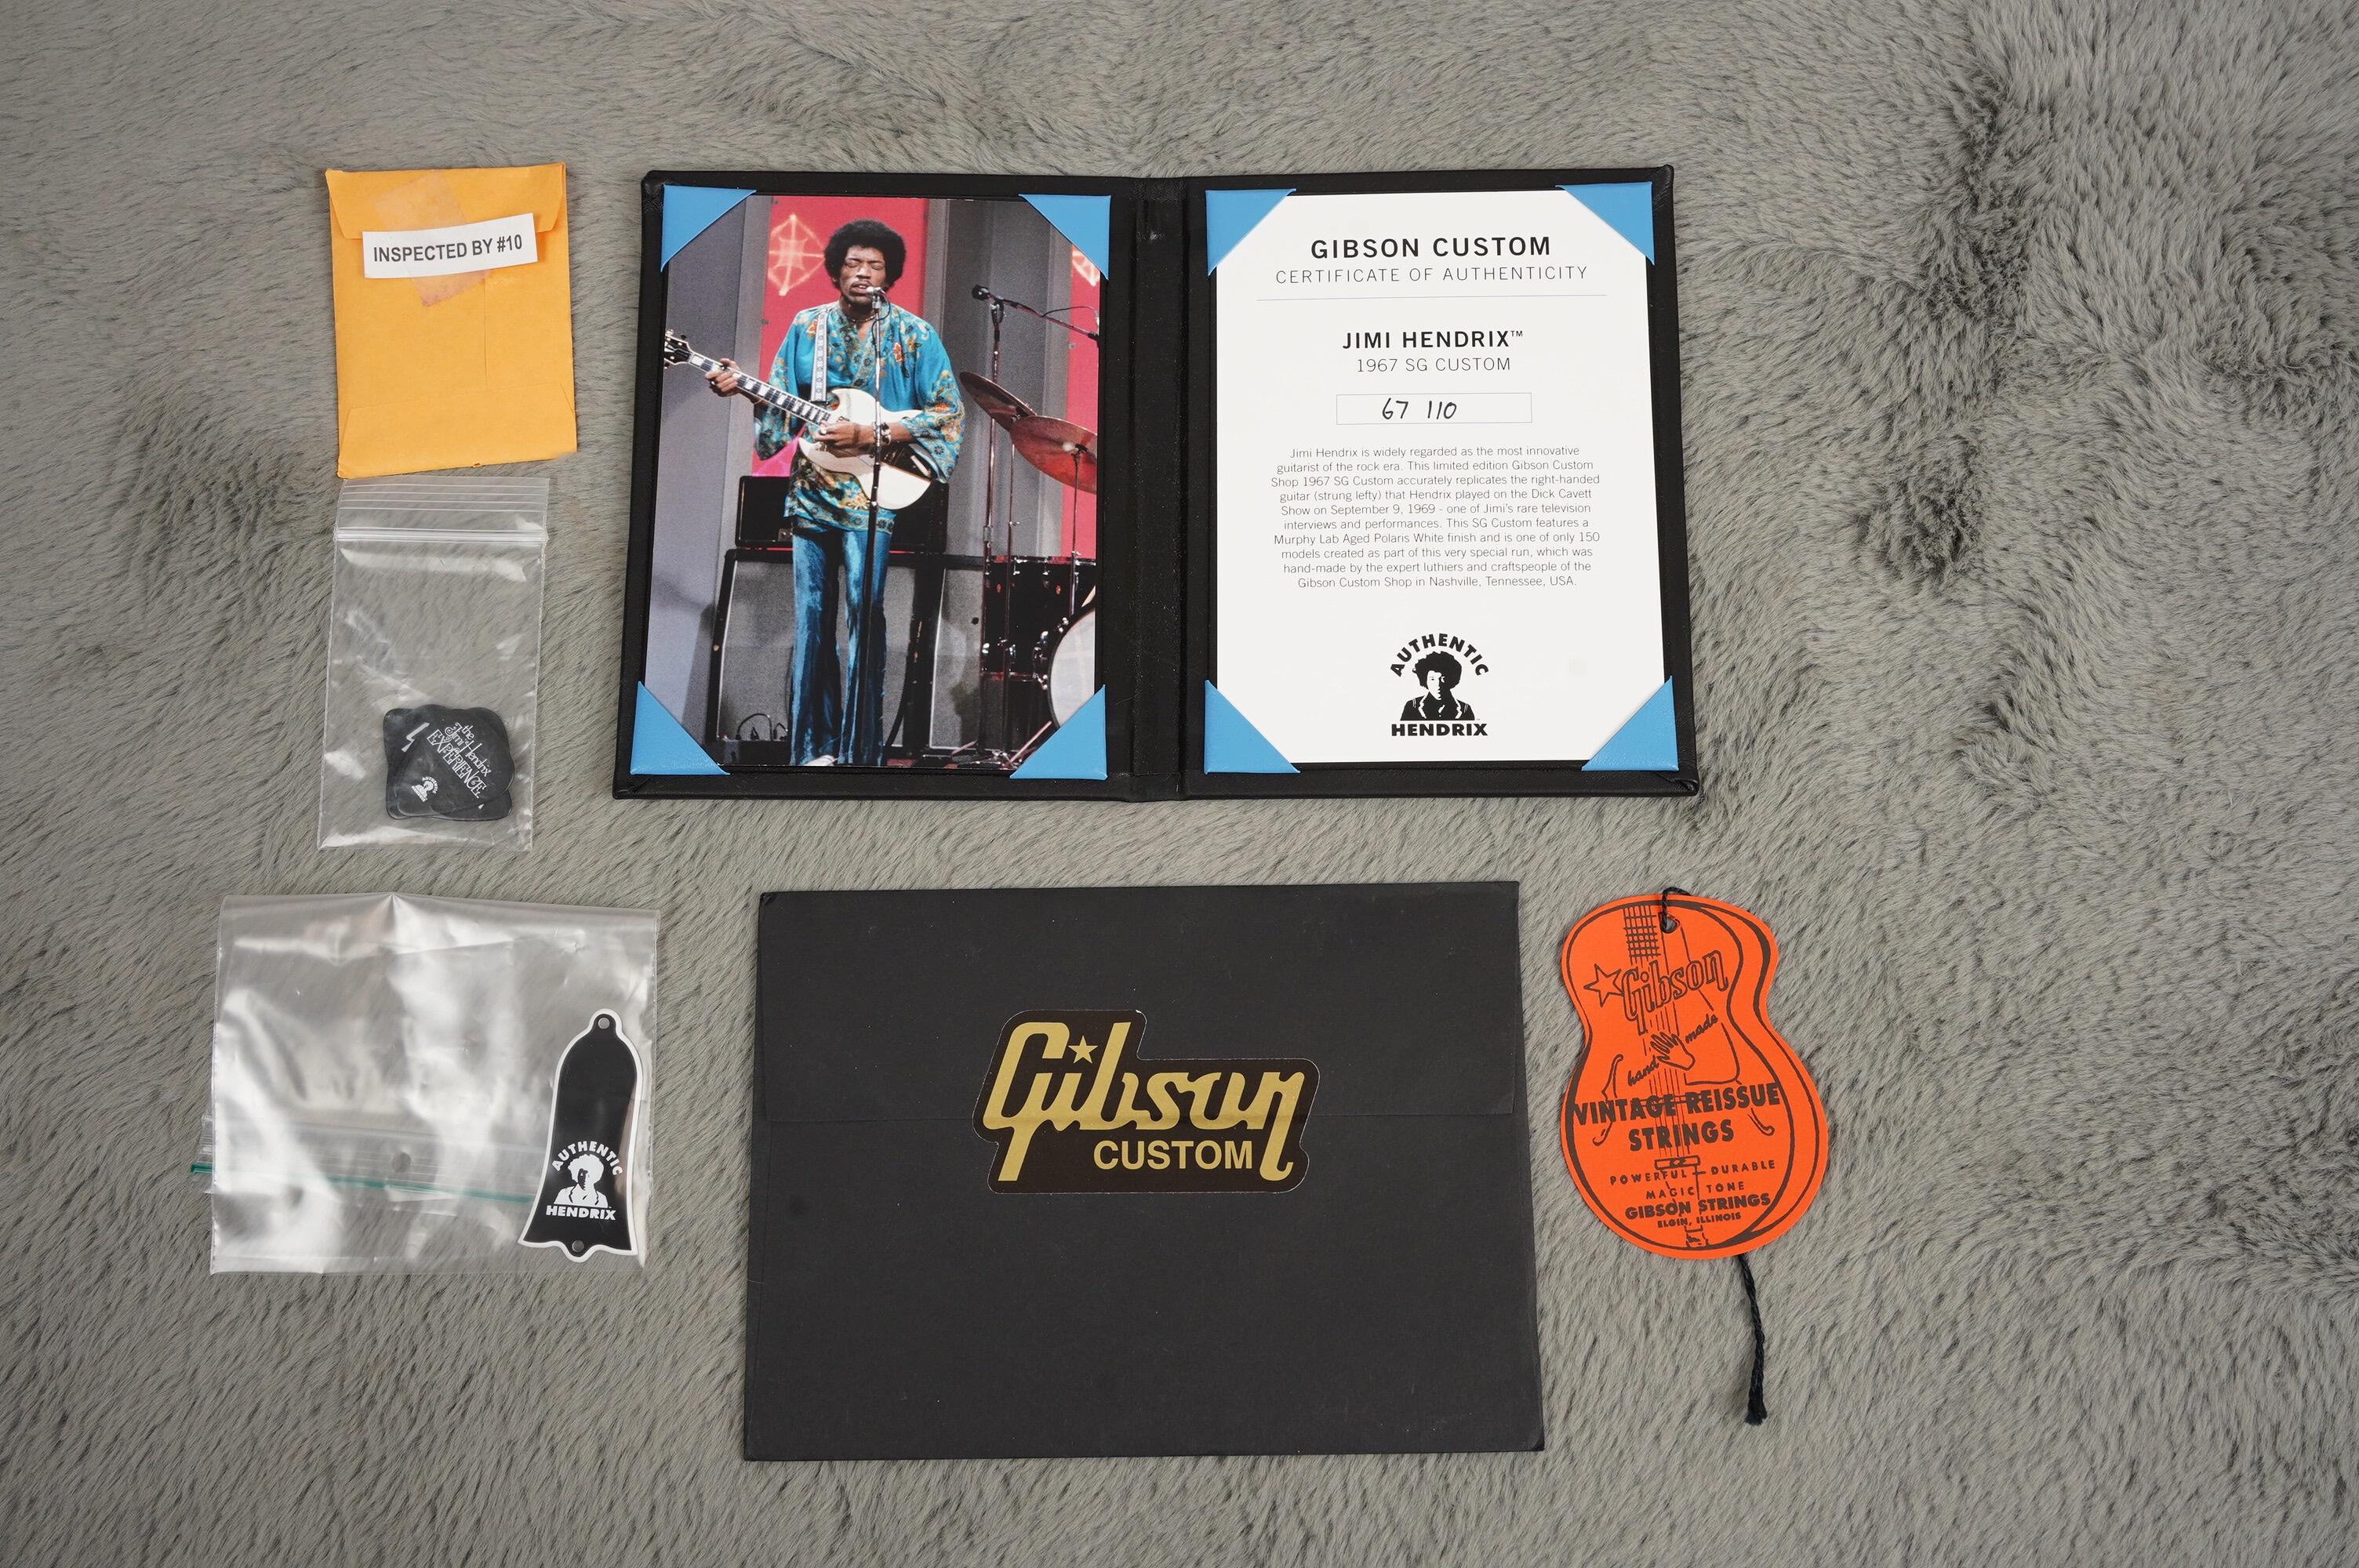 INSPECTED BY #10
GIBSON CUSTOM
CERTIFICATE OF AUTHENTICITY
JIMI HENDRIX™
1967 SG CUSTOM
67 110
Jimi Hendrix is widely regarded as the most innovative
guitarist of the rock era. This limited edition Gibson Custom
Shop 1967 SG Custom accurately replicates the right-handed
guitar (strung lefty) that Hendrix played on the Dick Cavett
Show on September 9, 1969 - one of Jimi's rare television
interviews and performances. This SG Custom features a
Murphy Lab Aged Polaris White finish and is one of only 150
models created as part of this very special run, which was
hand-made by the expert luthiers and craftspeople of the
Gibson Custom Shop in Nashville, Tennessee, USA.
AUTHENTIC
HENDRIX
the
Jimi Hendrix
EXPERIENCE
AUTHENTIC
HENDRIX
Gibson
CUSTOM
Gibson
hand made
VINTAGE REISSUE
STRINGS
POWERFUL - DURABLE
MAGIC TONE
GIBSON STRINGS
ELGIN, ILLINOIS